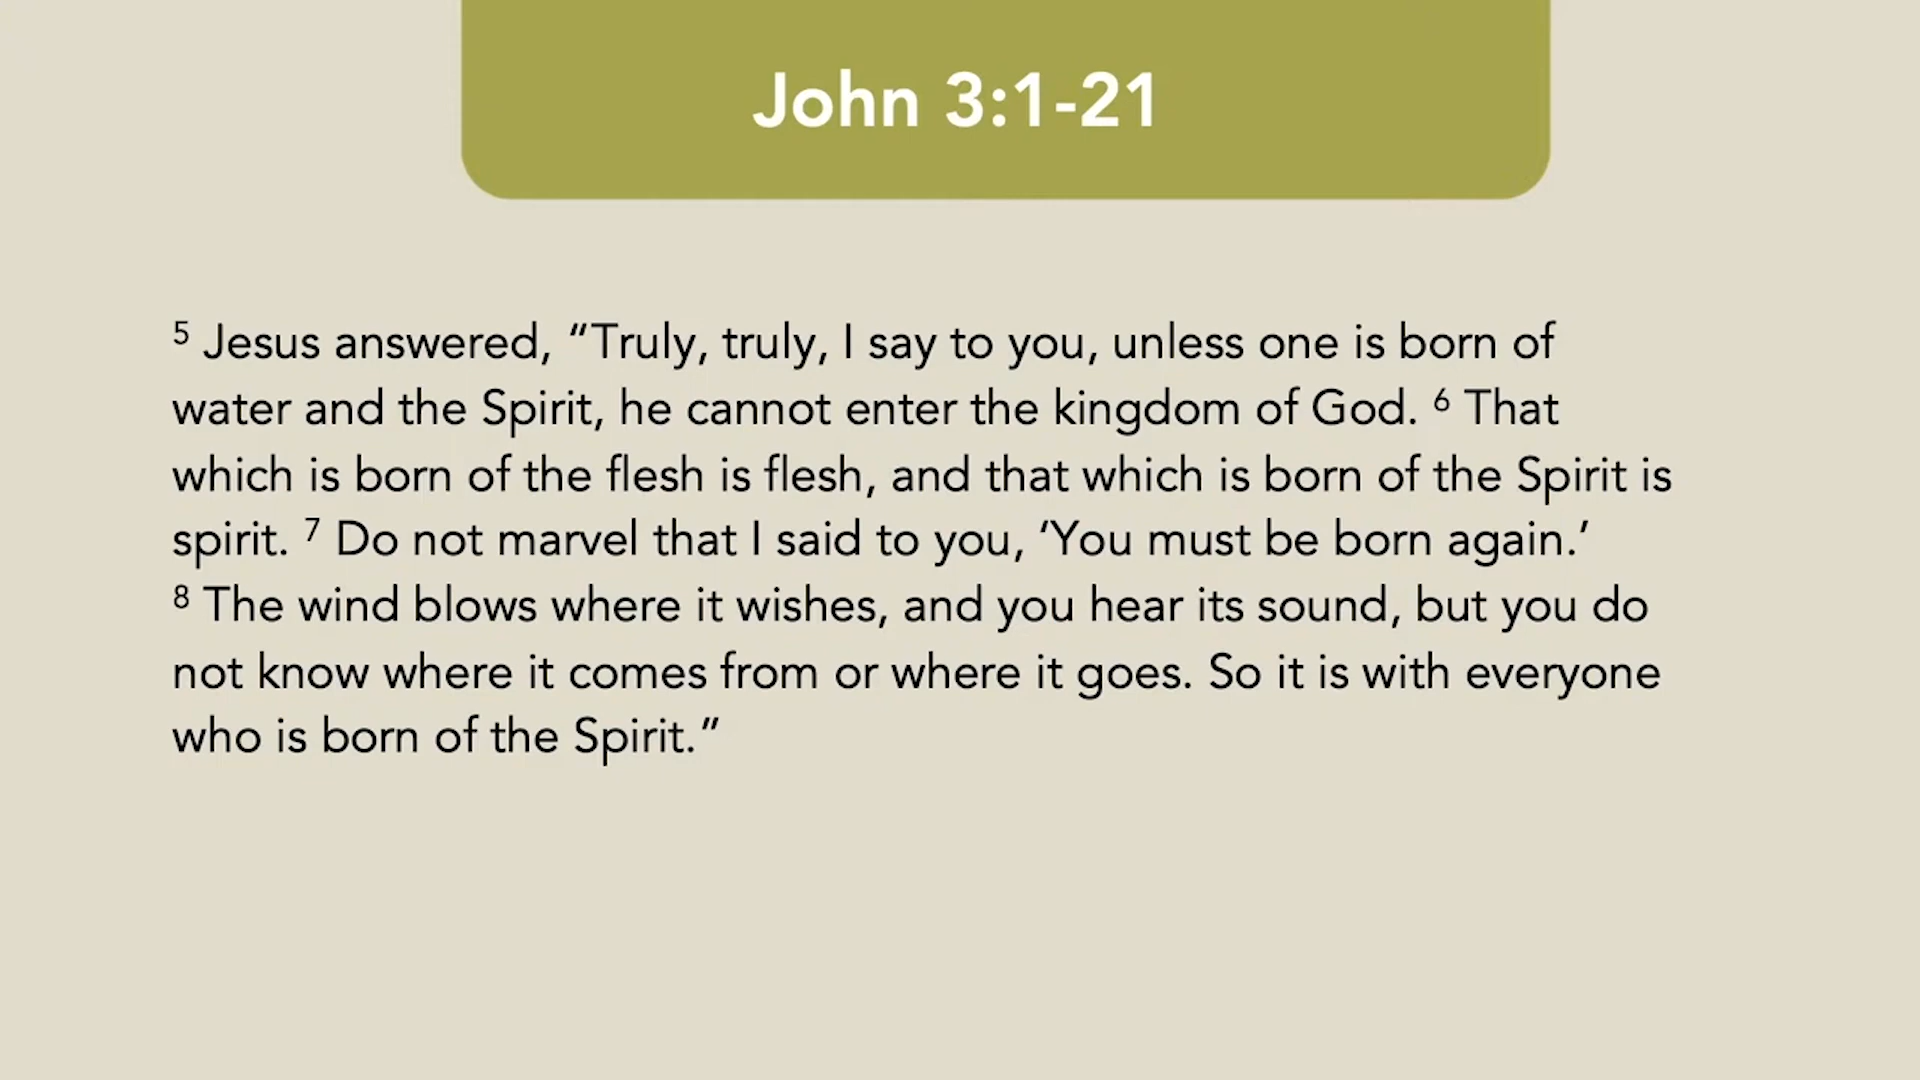 John 3:1-21
5 Jesus answered, “Truly, truly, I say to you, unless one is born of
water and the Spirit, he cannot enter the kingdom of God. 6 That
which is born of the flesh is flesh, and that which is born of the Spirit is
spirit. 7 Do not marvel that I said to you, ‘You must be born again.’
8 The wind blows where it wishes, and you hear its sound, but you do
not know where it comes from or where it goes. So it is with everyone
who is born of the Spirit.”